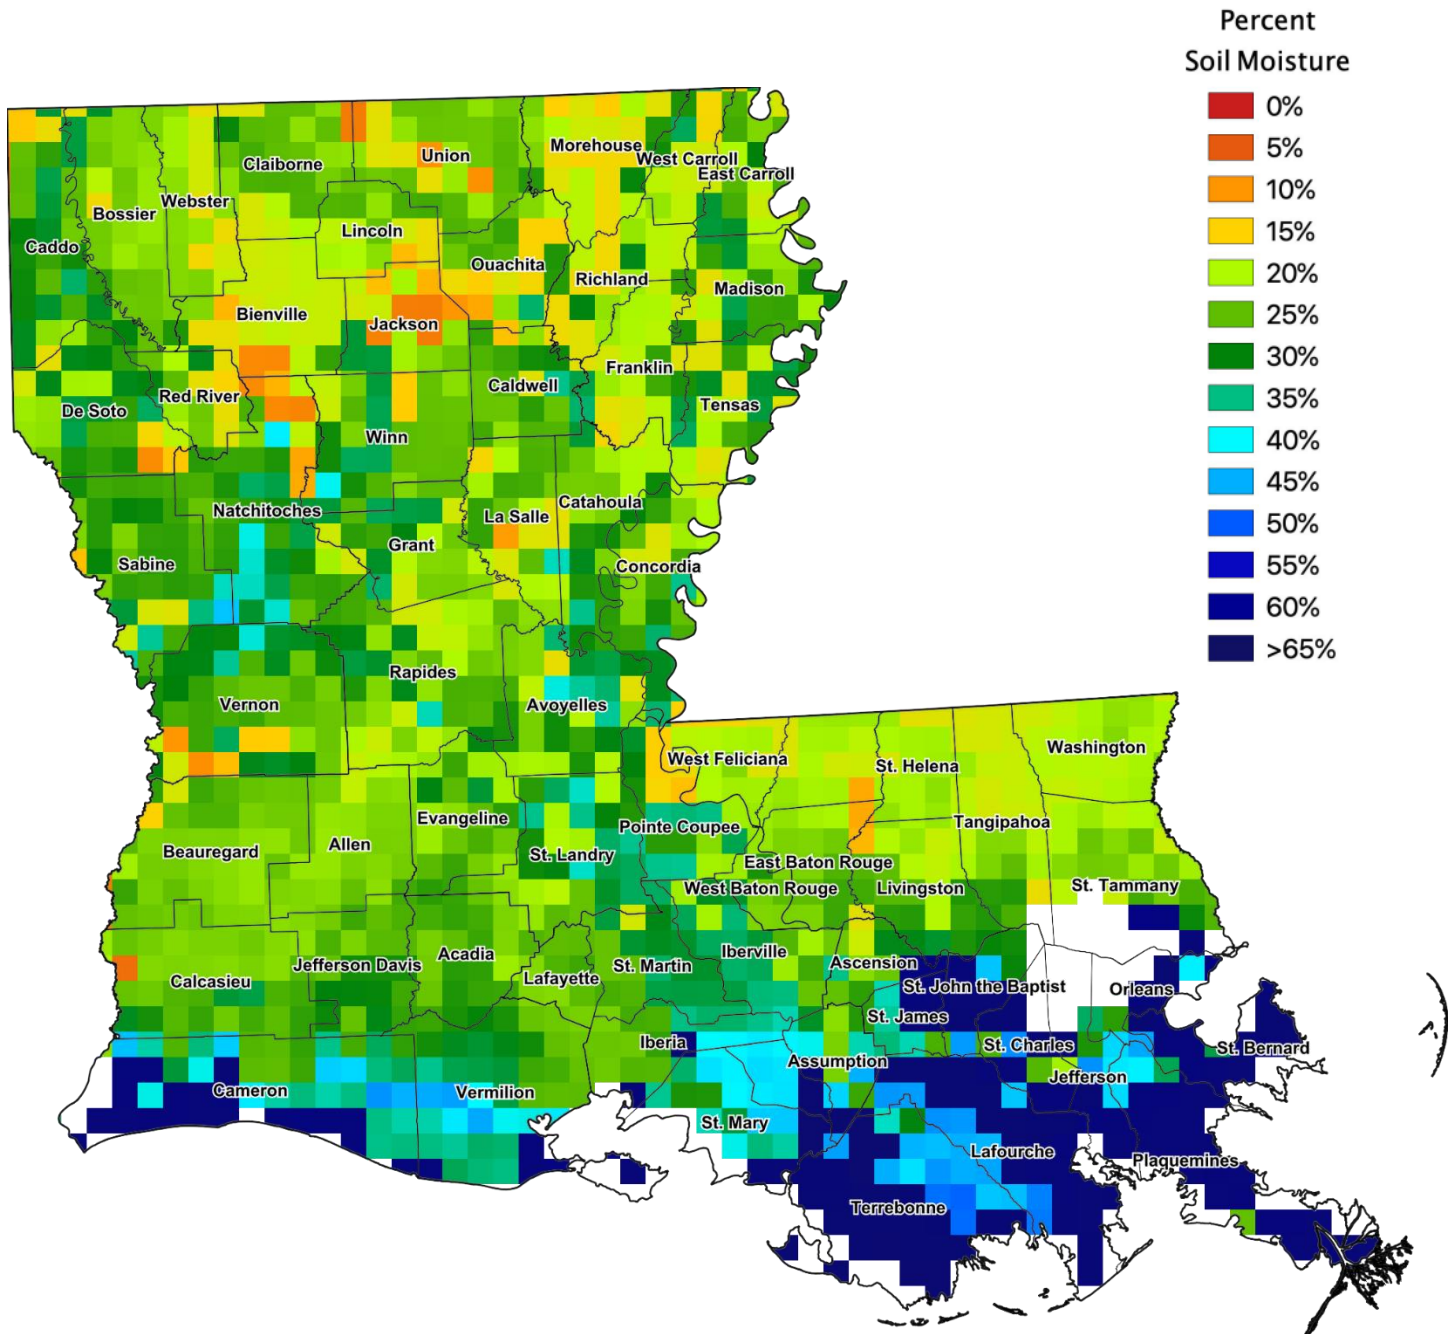 Percent
Soil Moisture
0%
5%
10%
15%
20%
25%
30%
35%
40%
45%
50%
55%
60%
>65%
Claiborne
Union
Morehouse
West Carroll
East Carroll
Bossier
Webster
Caddo
Lincoln
Ouachita
Richland
Madison
Bienville
Jackson
Franklin
Caldwell
Red River
De Soto
Tensas
Winn
Natchitoches
La Salle
Catahoula
Grant
Sabine
Concordia
Rapides
Vernon
Avoyelles
West Feliciana
St. Helena
Washington
Evangeline
Pointe Coupee
Tangipahoa
Beauregard
Allen
St. Landry
East Baton Rouge
West Baton Rouge
Livingston
St. Tammany
Acadia
Iberville
Jefferson Davis
St. Martin
Ascension
Calcasieu
Lafayette
St. John the Baptist
Orleans
St. James
Iberia
St. Charles
St. Bernard
Assumption
Jefferson
Cameron
Vermilion
St. Mary
Lafourche
Plaquemines
Terrebonne